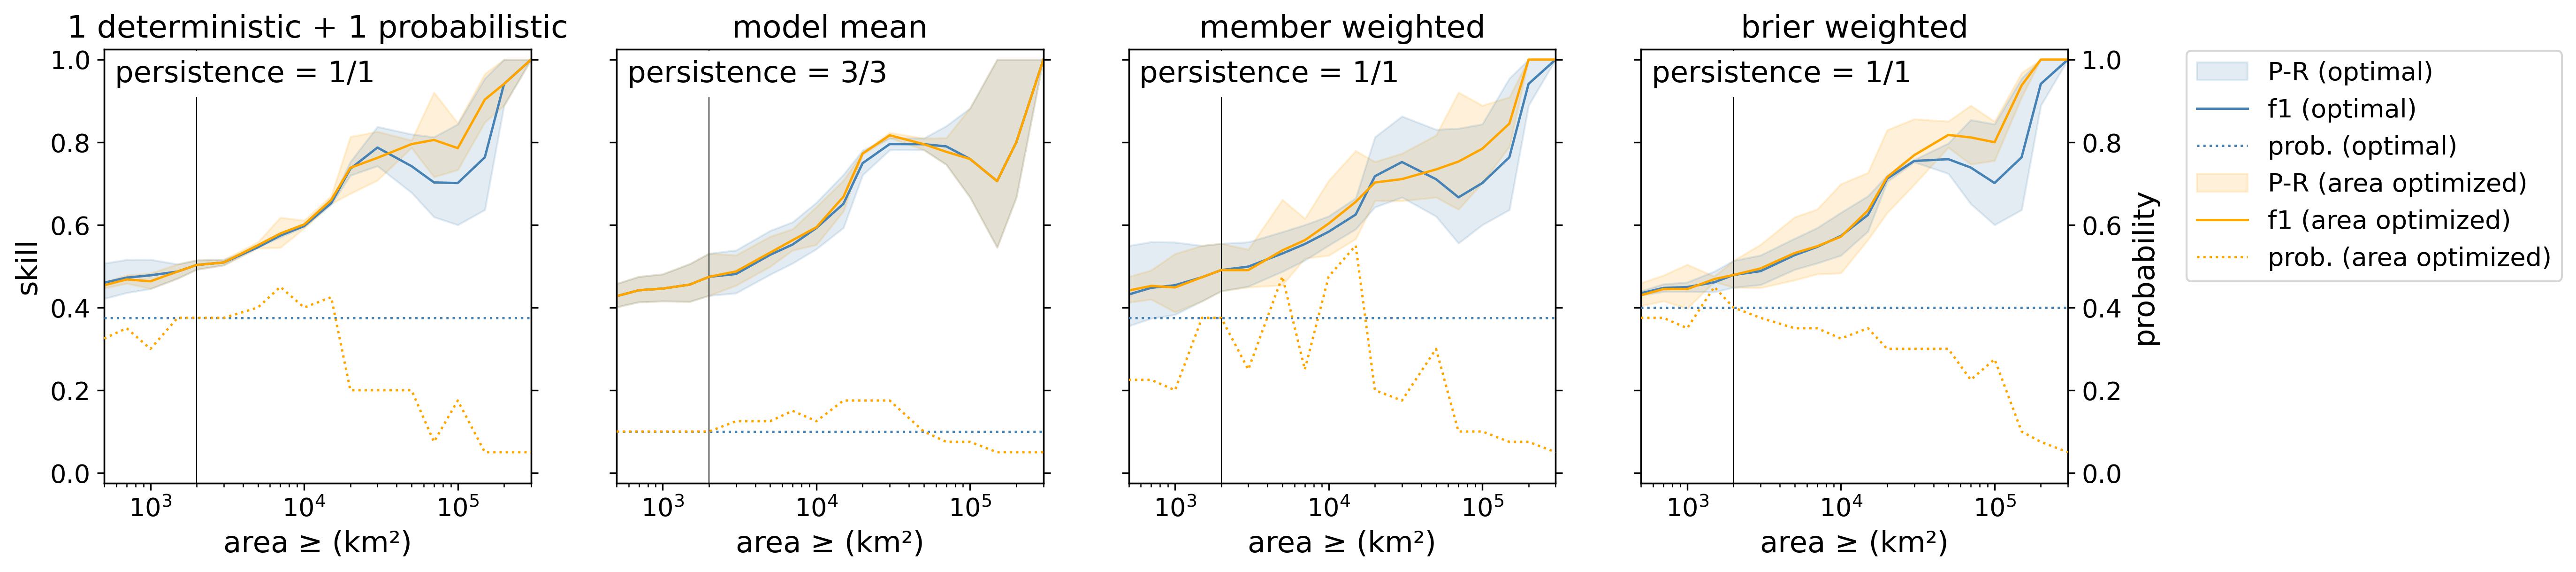 1 deterministic + 1 probabilistic
model mean
member weighted
brier weighted
persistence = 1/1
persistence = 3/3
persistence = 1/1
persistence = 1/1
skill
1.0
0.8
0.6
0.4
0.2
0.0
10³
10⁴
10⁵
area ≥ (km²)
10³
10⁴
10⁵
area ≥ (km²)
10³
10⁴
10⁵
area ≥ (km²)
10³
10⁴
10⁵
area ≥ (km²)
1.0
0.8
0.6
0.4
0.2
0.0
probability
P-R (optimal)
f1 (optimal)
prob. (optimal)
P-R (area optimized)
f1 (area optimized)
prob. (area optimized)